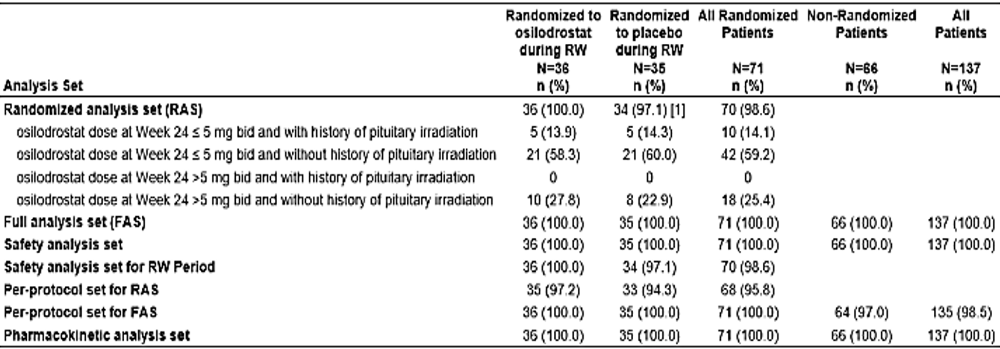 Randomized to Randomized All Randomized Non-Randomized All
osilodrostat to placebo Patients Patients Patients
during RW during RW
N=36 N=35 N=71 N=66 N=137
Analysis Set n (%) n (%) n (%) n (%) n (%)
Randomized analysis set (RAS) 36 (100.0) 34 (97.1) [1] 70 (98.6)
osilodrostat dose at Week 24 ≤ 5 mg bid and with history of pituitary irradiation 5 (13.9) 5 (14.3) 10 (14.1)
osilodrostat dose at Week 24 ≤ 5 mg bid and without history of pituitary irradiation 21 (58.3) 21 (60.0) 42 (59.2)
osilodrostat dose at Week 24 >5 mg bid and with history of pituitary irradiation 0 0 0
osilodrostat dose at Week 24 >5 mg bid and without history of pituitary irradiation 10 (27.8) 8 (22.9) 18 (25.4)
Full analysis set (FAS) 36 (100.0) 35 (100.0) 71 (100.0) 66 (100.0) 137 (100.0)
Safety analysis set 36 (100.0) 35 (100.0) 71 (100.0) 66 (100.0) 137 (100.0)
Safety analysis set for RW Period 36 (100.0) 34 (97.1) 70 (98.6)
Per-protocol set for RAS 35 (97.2) 33 (94.3) 68 (95.8)
Per-protocol set for FAS 36 (100.0) 35 (100.0) 71 (100.0) 64 (97.0) 135 (98.5)
Pharmacokinetic analysis set 36 (100.0) 35 (100.0) 71 (100.0) 66 (100.0) 137 (100.0)